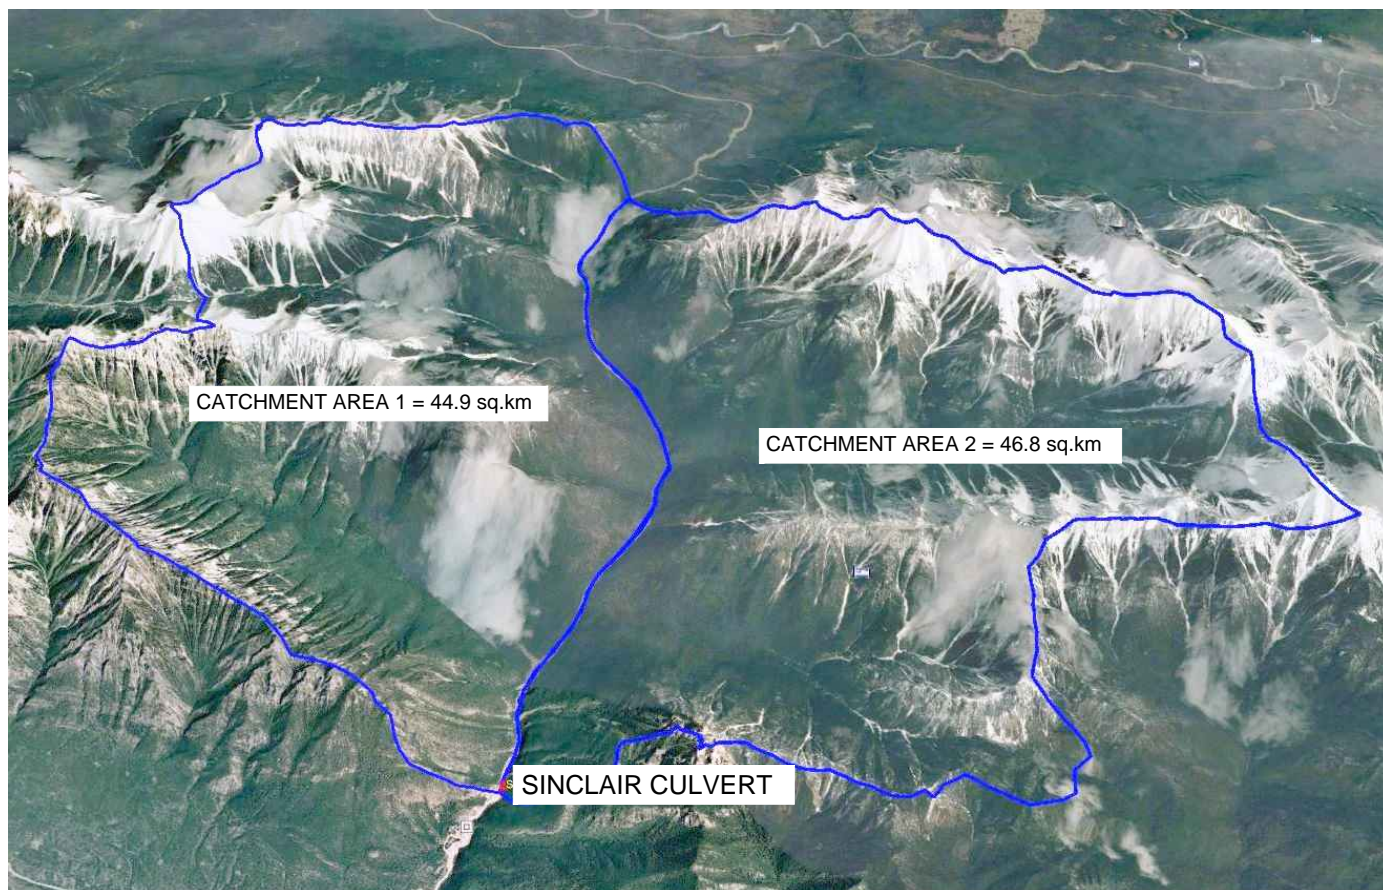 CATCHMENT AREA 1 = 44.9 sq.km
CATCHMENT AREA 2 = 46.8 sq.km
S
SINCLAIR CULVERT